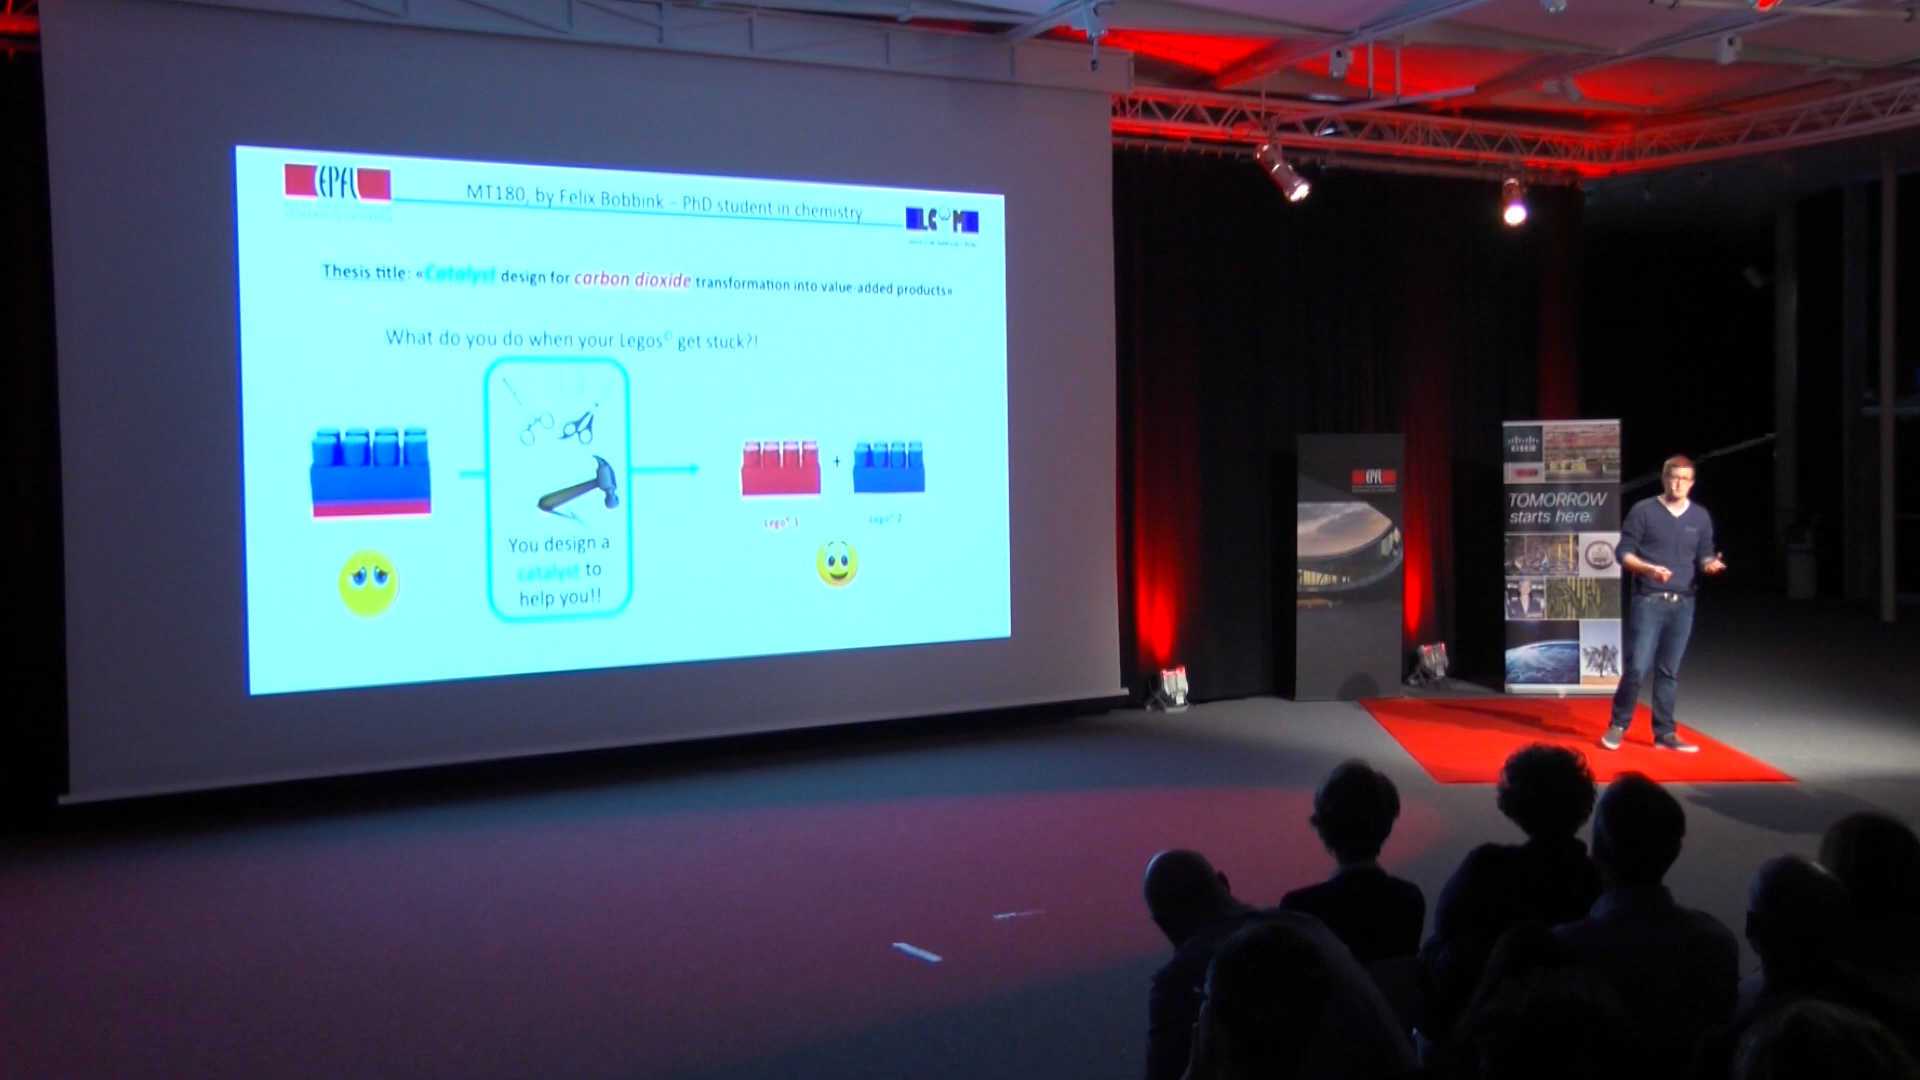 EPFL
MT180, by Felix Bobbink – PhD student in chemistry
Thesis title: «Catalyst design for carbon dioxide transformation into value-added products»
What do you do when your Legos© get stuck?!
+
Lego© 1
Lego© 2
You design a
catalyst to
help you!!
EPFL
CISCO
TOMORROW
starts here.